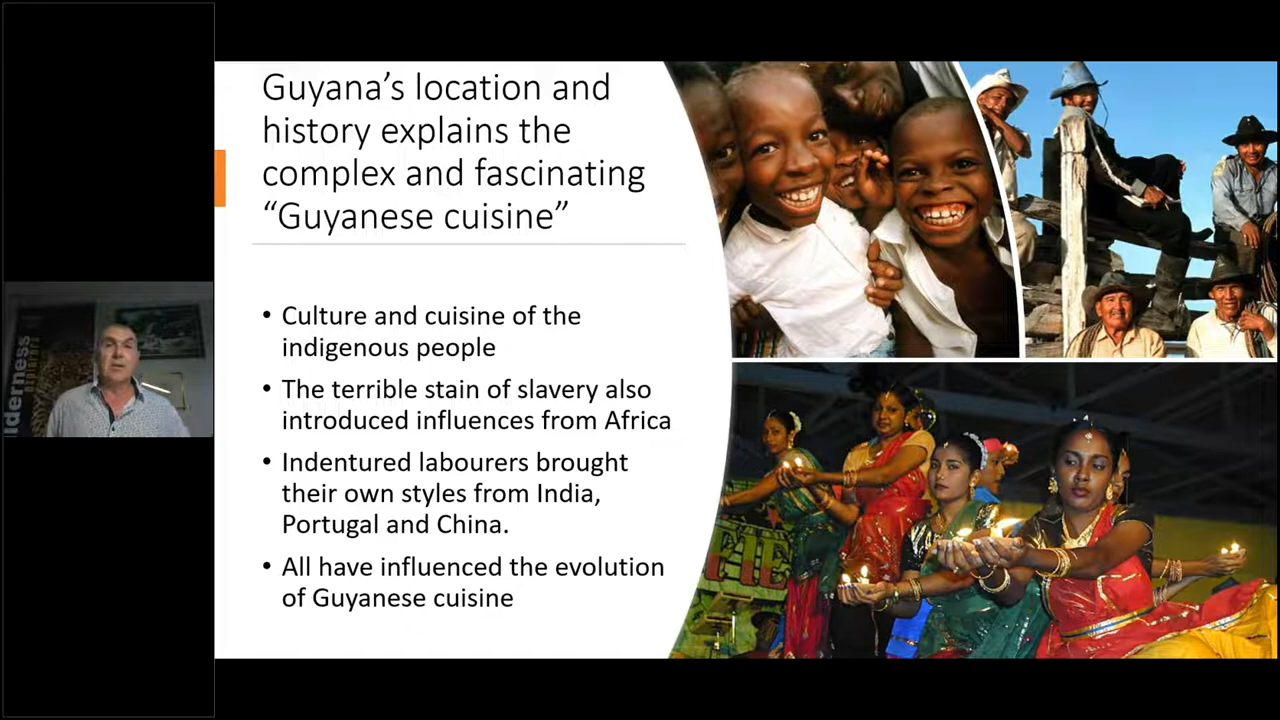 Guyana’s location and
history explains the
complex and fascinating
“Guyanese cuisine”
• Culture and cuisine of the
indigenous people
• The terrible stain of slavery also
introduced influences from Africa
• Indentured labourers brought
their own styles from India,
Portugal and China.
• All have influenced the evolution
of Guyanese cuisine
iderness